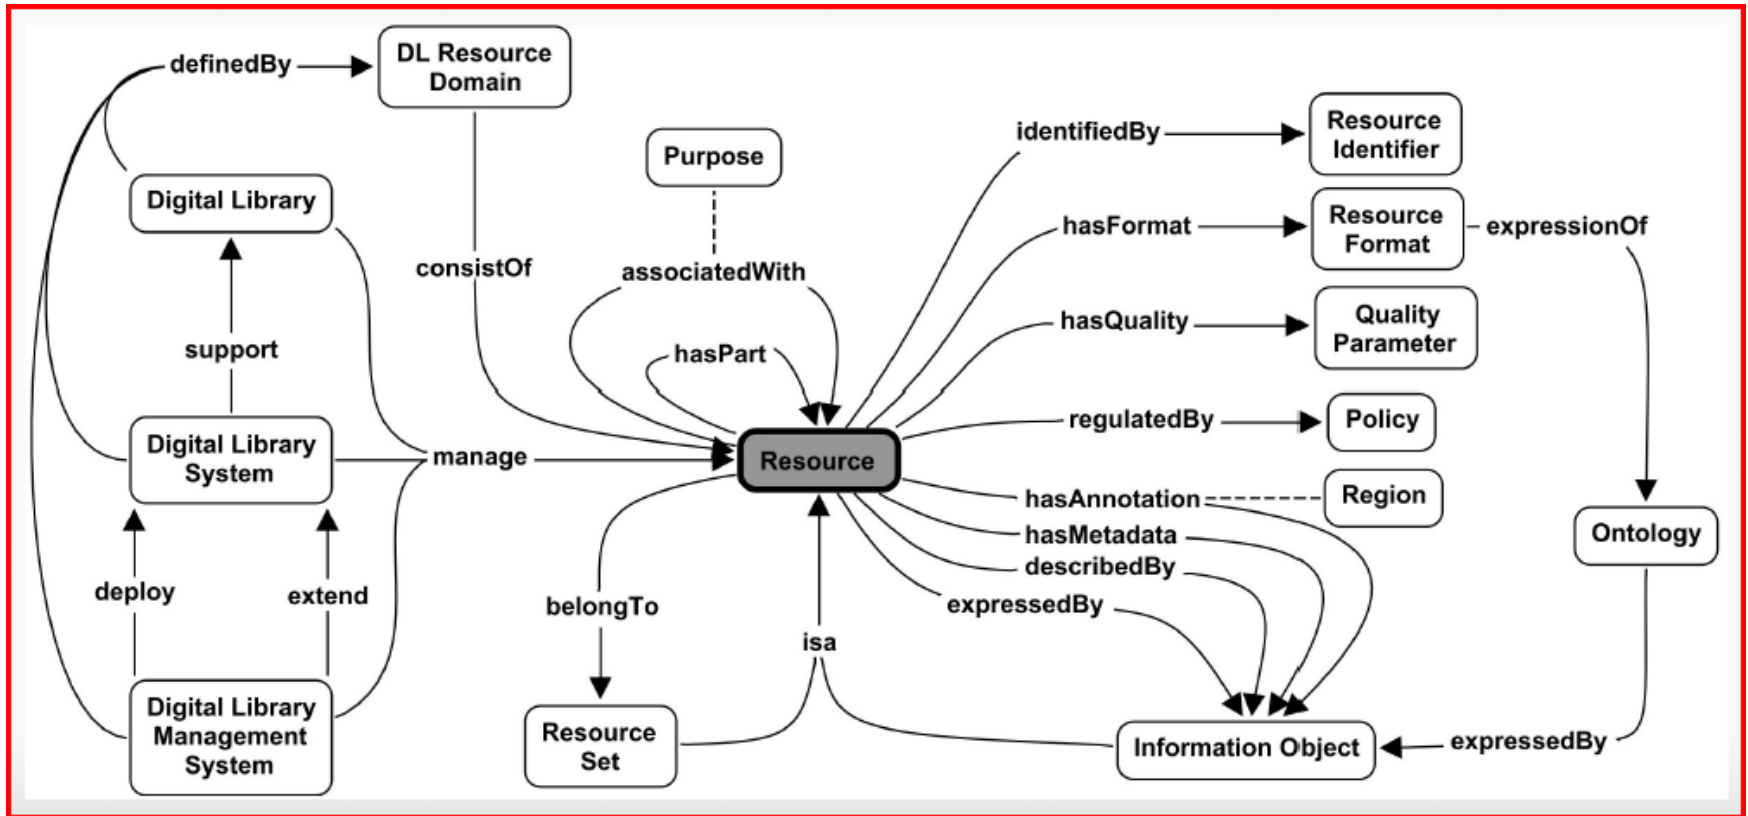 definedBy
DL Resource
Domain
Purpose
identifiedBy
Resource
Identifier
Digital Library
hasFormat
Resource
Format
expressionOf
consistOf
associatedWith
hasQuality
Quality
Parameter
support
hasPart
regulatedBy
Policy
Digital Library
System
manage
Resource
hasAnnotation
Region
hasMetadata
Ontology
describedBy
deploy
extend
belongTo
expressedBy
isa
Digital Library
Management
System
Resource
Set
Information Object
expressedBy